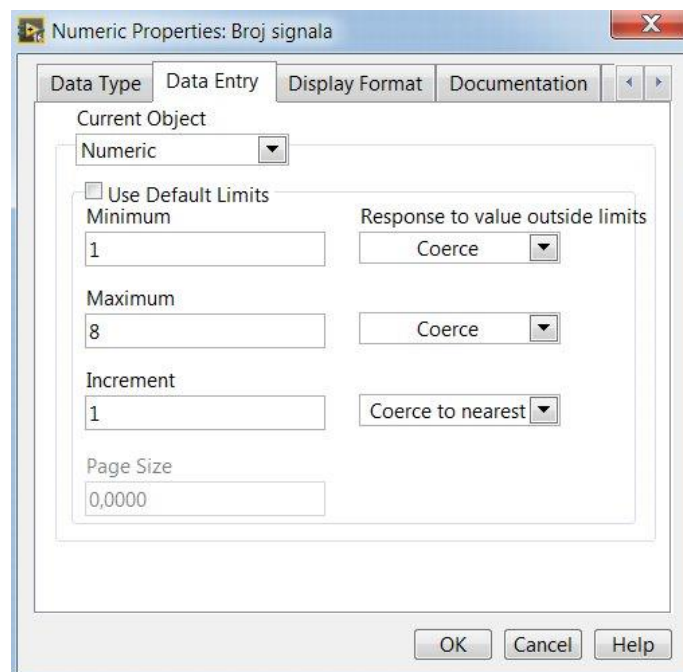 Numeric Properties: Broj signala
Data Type Data Entry Display Format Documentation
Current Object
Numeric
Use Default Limits
Minimum Response to value outside limits
1 Coerce
Maximum
8 Coerce
Increment
1 Coerce to nearest
Page Size
0,0000
OK Cancel Help